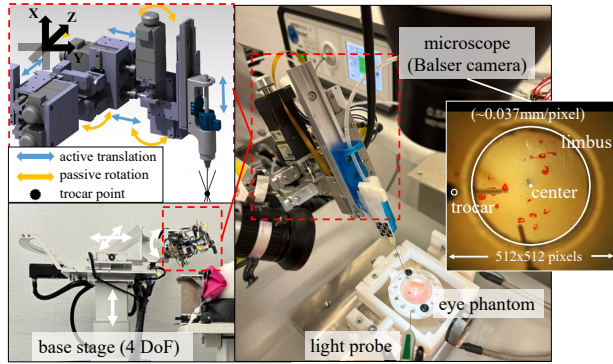 X
Z
Y
active translation
passive rotation
trocar point
base stage (4 DoF)
microscope
(Balser camera)
(~0.037mm/pixel)
limbus
center
trocar
512x512 pixels
eye phantom
light probe